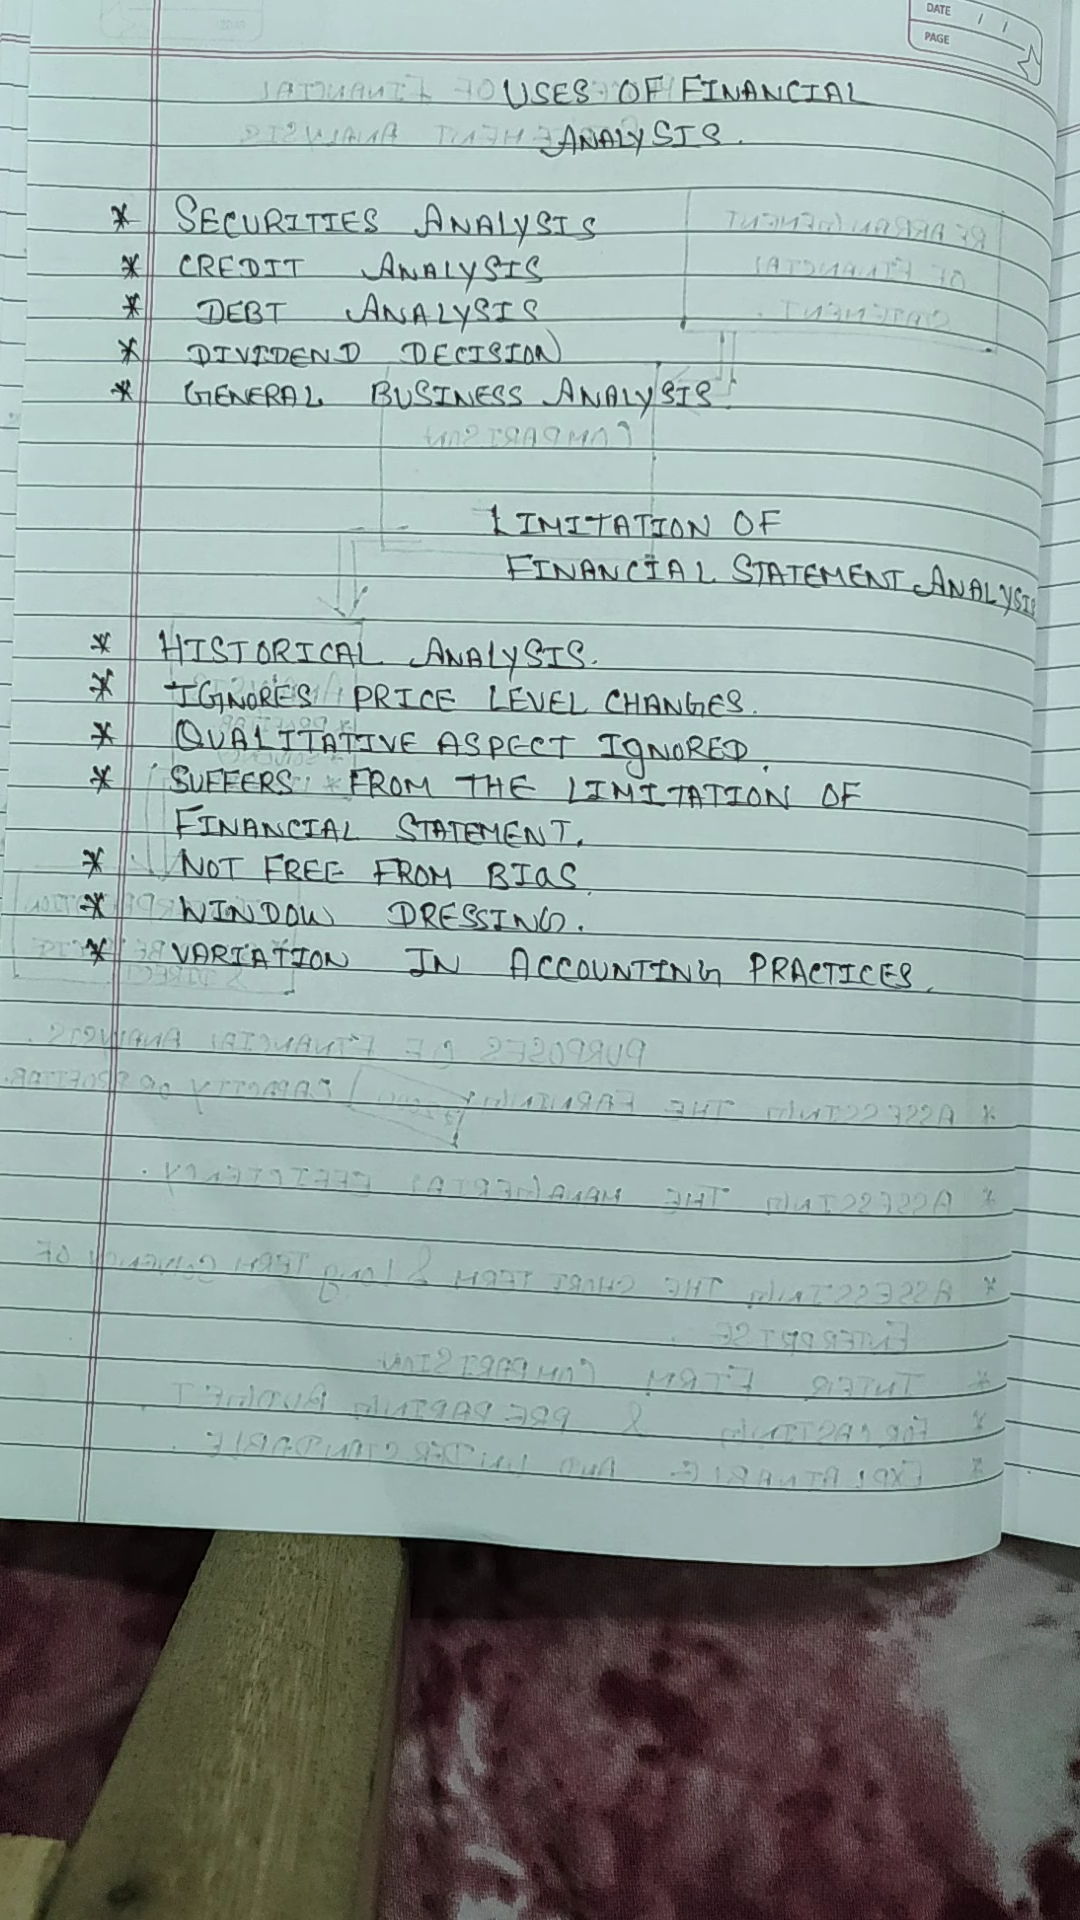 DATE / /
PAGE
USES OF FINANCIAL
ANALYSIS.
* SECURITIES ANALYSIS
* CREDIT ANALYSIS
* DEBT ANALYSIS
* DIVIDEND DECISION
* GENERAL BUSINESS ANALYSIS.
LIMITATION OF
FINANCIAL STATEMENT ANALYSIS
* HISTORICAL ANALYSIS.
* IGNORES PRICE LEVEL CHANGES.
* QUALITATIVE ASPECT IGNORED.
* SUFFERS FROM THE LIMITATION OF
FINANCIAL STATEMENT.
* NOT FREE FROM BIAS.
* WINDOW DRESSING.
* VARIATION IN ACCOUNTING PRACTICES.